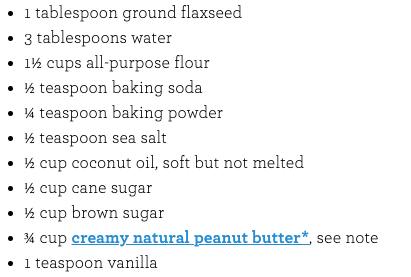 1 tablespoon ground flaxseed
3 tablespoons water
1½ cups all-purpose flour
½ teaspoon baking soda
¼ teaspoon baking powder
½ teaspoon sea salt
½ cup coconut oil, soft but not melted
½ cup cane sugar
½ cup brown sugar
¾ cup creamy natural peanut butter*, see note
1 teaspoon vanilla